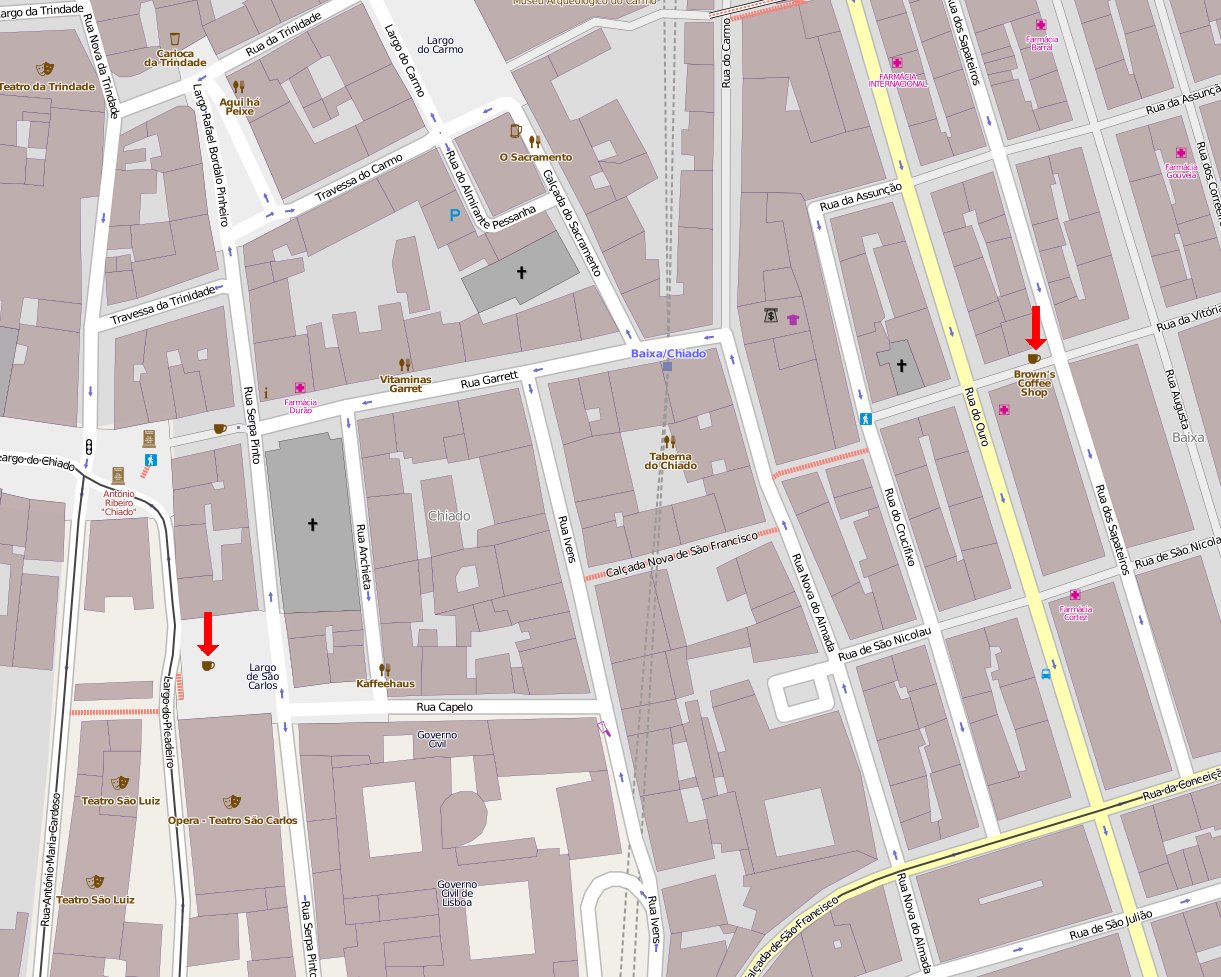 Largo da Trindade
Museu Arqueológico do Carmo
Rua Nova da Trindade
Carioca
da Trindade
Rua da Trindade
Largo do Carmo
Largo
do Carmo
Rua do Carmo
Rua dos Sapateiros
Farmácia
Barral
FARMÁCIA
INTERNACIONAL
Teatro da Trindade
Aqui há
Peixe
Largo Rafael Bordalo Pinheiro
Rua da Assunção
O Sacramento
Travessa do Carmo
Rua do Almirante
Pessanha
P
Calçada do Sacramento
Farmácia
Gouveia
Rua dos Correeiros
Rua da Assunção
Travessa da Trindade
$
Rua da Vitória
Baixa/Chiado
Vitaminas
Garret
Rua Garrett
i
Farmácia
Durão
Rua Serpa Pinto
Brown's
Coffee
Shop
Rua do Ouro
Rua Augusta
Baixa
Largo do Chiado
António
Ribeiro
"Chiado"
Taberna
do Chiado
Chiado
Rua Anchieta
Rua Ivens
Calçada Nova de São Francisco
Rua Nova do Almada
Rua do Crucifixo
Rua dos Sapateiros
Rua de São Nicolau
Farmácia
Cortez
Rua de São Nicolau
Largo
de São
Carlos
Kaffeehaus
Rua Capelo
Largo do Picadeiro
Governo
Civil
Teatro São Luiz
Opera - Teatro São Carlos
Rua António Maria Cardoso
Rua da Conceição
Teatro São Luiz
Governo
Civil de
Lisboa
Rua Serpa Pinto
Rua Ivens
Calçada de São Francisco
Rua Nova do Almada
Rua de São Julião